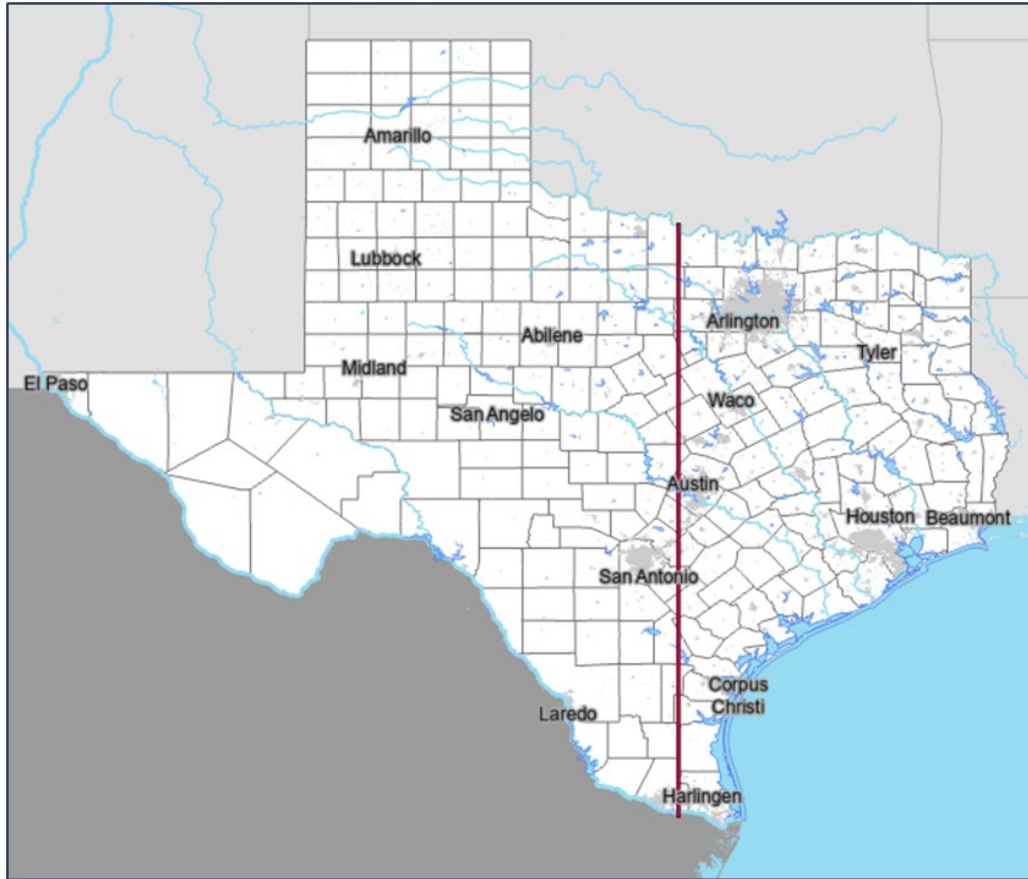 Amarillo
Lubbock
Arlington
Abilene
Tyler
Midland
El Paso
Waco
San Angelo
Austin
Houston
Beaumont
San Antonio
Corpus
Christi
Laredo
Harlingen